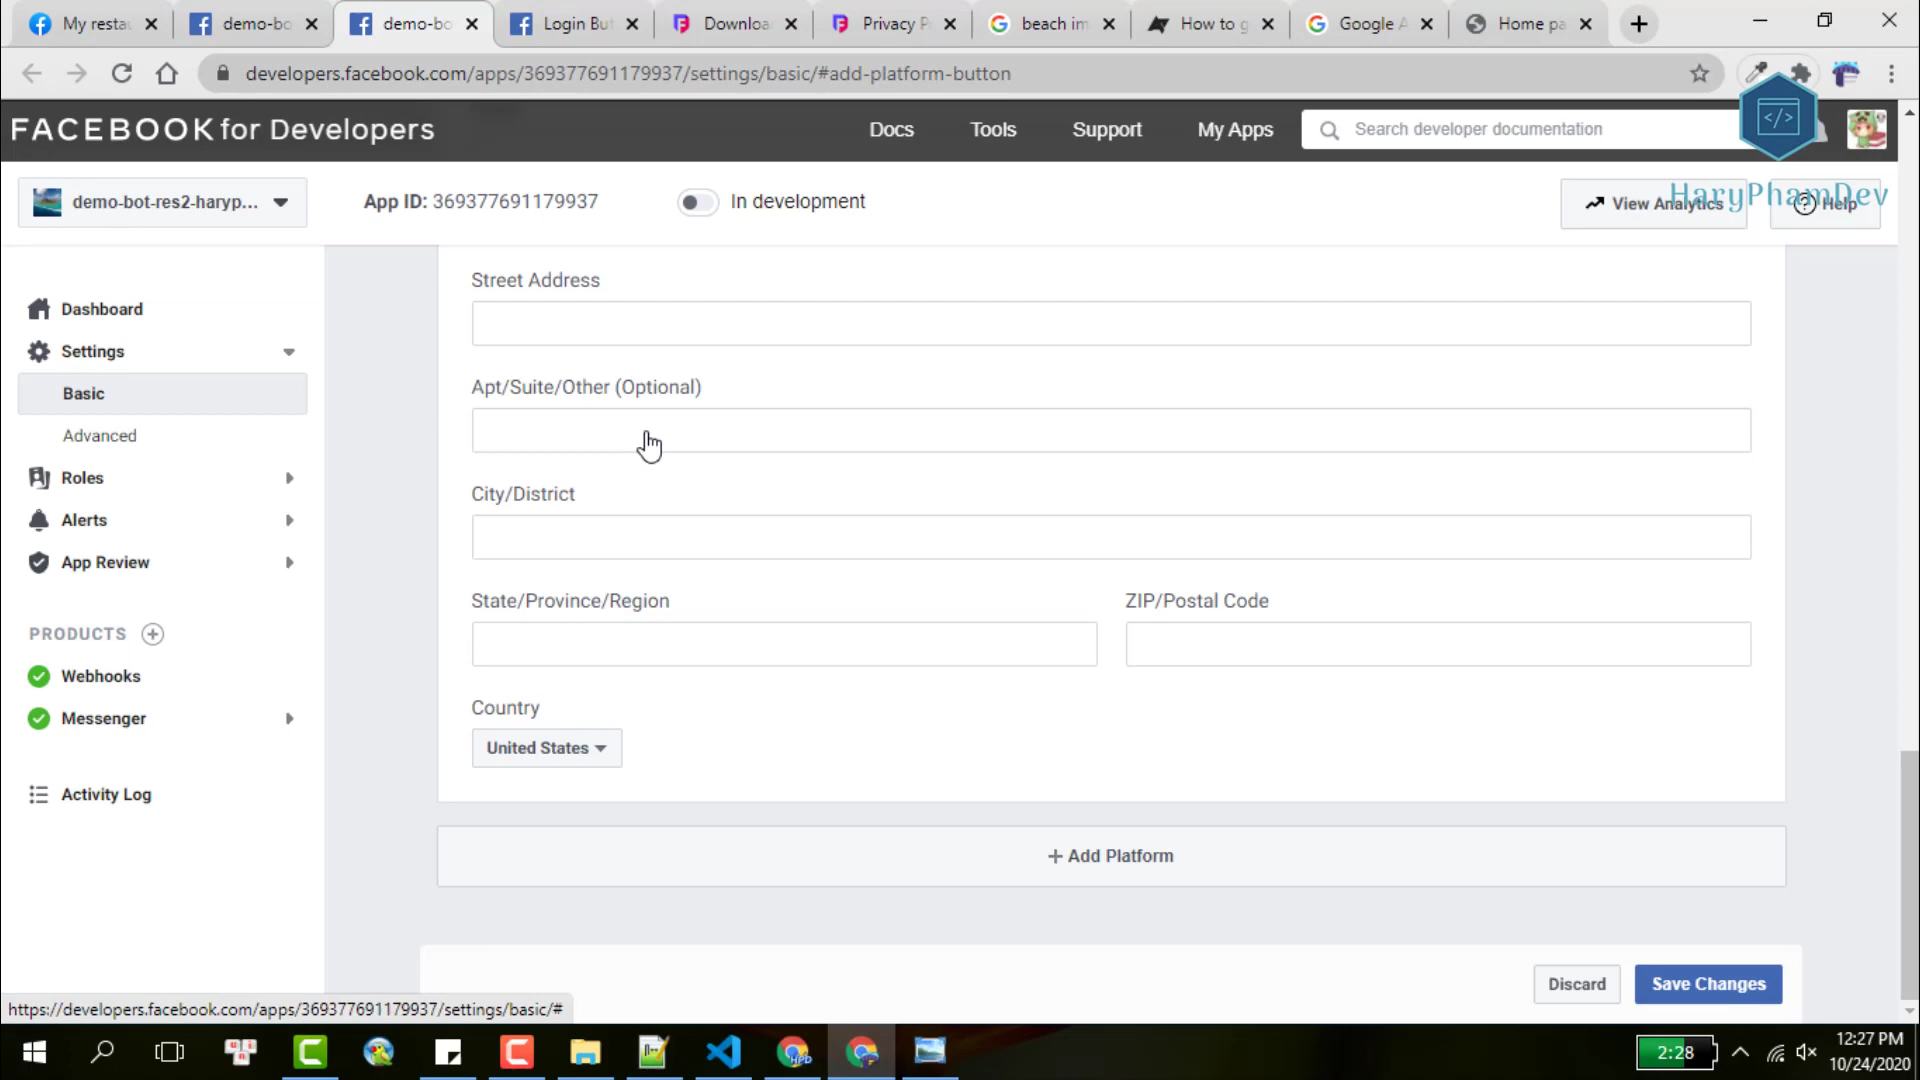 My resta
demo-bo
demo-bo
Login But
Downloa
Privacy P
beach im
How to g
Google A
Home pa
developers.facebook.com/apps/369377691179937/settings/basic/#add-platform-button
FACEBOOK for Developers
Docs
Tools
Support
My Apps
Search developer documentation
</>
demo-bot-res2-haryp...
App ID: 369377691179937
In development
View Analytics
Help
HaryPhamDev
Dashboard
Settings
Basic
Advanced
Roles
Alerts
App Review
PRODUCTS
Webhooks
Messenger
Activity Log
Street Address
Apt/Suite/Other (Optional)
City/District
State/Province/Region
ZIP/Postal Code
Country
United States
+ Add Platform
Discard
Save Changes
https://developers.facebook.com/apps/369377691179937/settings/basic/#
2:28
12:27 PM
10/24/2020